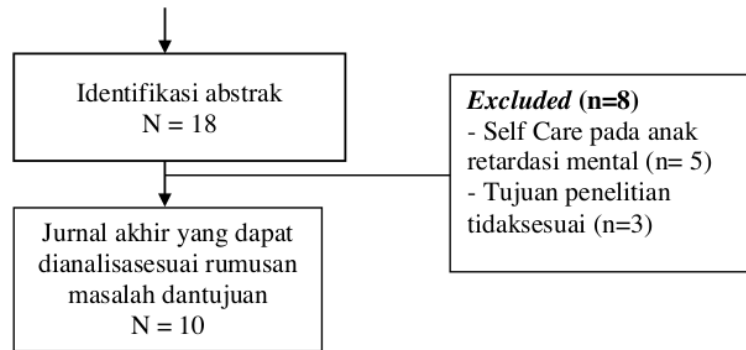 Identifikasi abstrak
N = 18
Excluded (n=8)
- Self Care pada anak
retardasi mental (n= 5)
- Tujuan penelitian
tidaksesuai (n=3)
Jurnal akhir yang dapat
dianalisasesuai rumusan
masalah dantujuan
N = 10